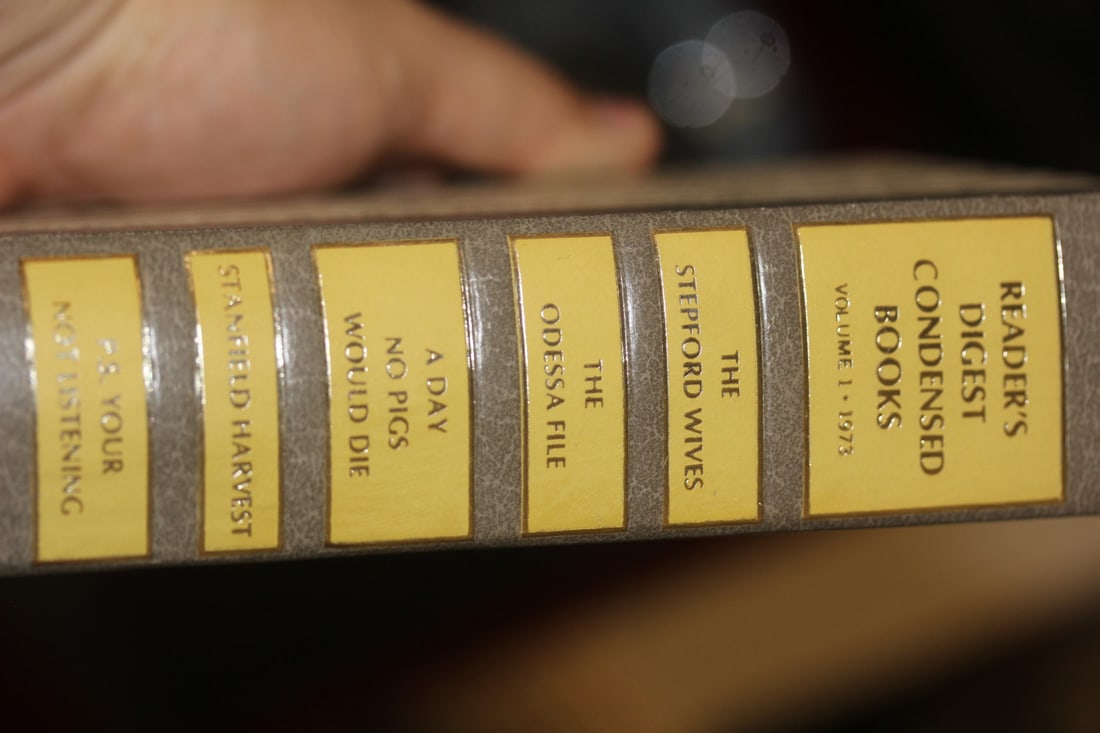 READER'S
DIGEST
CONDENSED
BOOKS
VOLUME 1 • 1973
THE
STEPFORD WIVES
THE
ODESSA FILE
A DAY
NO PIGS
WOULD DIE
STANFIELD HARVEST
P.S. YOUR
NOT LISTENING